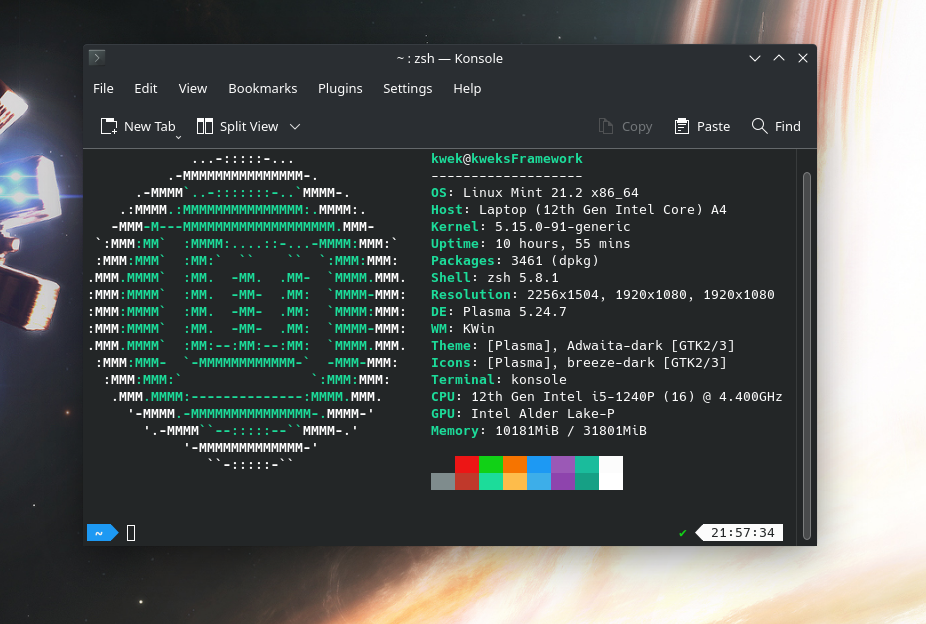 ~ : zsh — Konsole
File Edit View Bookmarks Plugins Settings Help
New Tab Split View Copy Paste Find
...-:::::-... kwek@kweksFramework
.-MMMMMMMMMMMMMMM-. -------------------
.-MMMM`..-:::::::-..`MMMM-. OS: Linux Mint 21.2 x86_64
.:MMMM.:MMMMMMMMMMMMMMM:.MMMM:. Host: Laptop (12th Gen Intel Core) A4
-MMM-M---MMMMMMMMMMMMMMMMMMM.MMM- Kernel: 5.15.0-91-generic
`:MMM:MM`  :MMMM:....::-...-MMMM:MMM:` Uptime: 10 hours, 55 mins
:MMM:MMM`  :MM:`  ``    ``  `:MMM:MMM: Packages: 3461 (dpkg)
.MMM.MMMM`  :MM.  -MM.  .MM-  `MMMM.MMM. Shell: zsh 5.8.1
:MMM:MMMM`  :MM.  -MM-  .MM:  `MMMM-MMM: Resolution: 2256x1504, 1920x1080, 1920x1080
:MMM:MMMM`  :MM.  -MM-  .MM:  `MMMM:MMM: DE: Plasma 5.24.7
:MMM:MMMM`  :MM.  -MM-  .MM:  `MMMM-MMM: WM: KWin
.MMM.MMMM`  :MM:--:MM:--:MM:  `MMMM.MMM. Theme: [Plasma], Adwaita-dark [GTK2/3]
:MMM:MMM-  `-MMMMMMMMMMMM-`  -MMM-MMM: Icons: [Plasma], breeze-dark [GTK2/3]
:MMM:MMM:`                `:MMM:MMM: Terminal: konsole
.MMM.MMMM:--------------:MMMM.MMM. CPU: 12th Gen Intel i5-1240P (16) @ 4.400GHz
'-MMMM.-MMMMMMMMMMMMMMM-.MMMM-' GPU: Intel Alder Lake-P
'.-MMMM``--:::::--``MMMM-.' Memory: 10181MiB / 31801MiB
'-MMMMMMMMMMMMM-'
``-:::::-``
~ ✔ 21:57:34